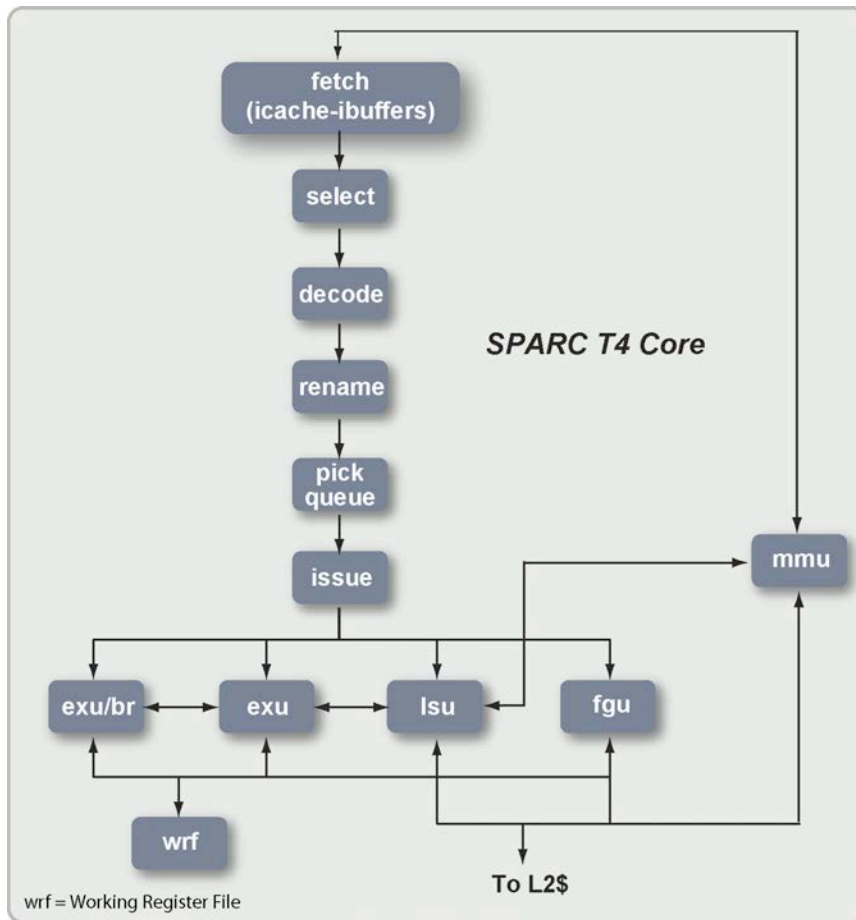 fetch
(icache-ibuffers)
select
decode
SPARC T4 Core
rename
pick
queue
issue
mmu
exu/br
exu
lsu
fgu
wrf
To L2$
wrf = Working Register File